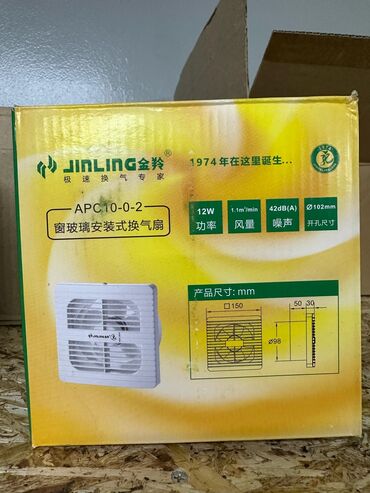 JINLING金羚®
极速换气专家
1974年在这里诞生...
APC10-0-2
窗玻璃安装式换气扇
12W
功率
1.1m³/min
风量
42dB(A)
噪声
Ø102mm
开孔尺寸
产品尺寸: mm
□150
50 30
⌀98
JINLING